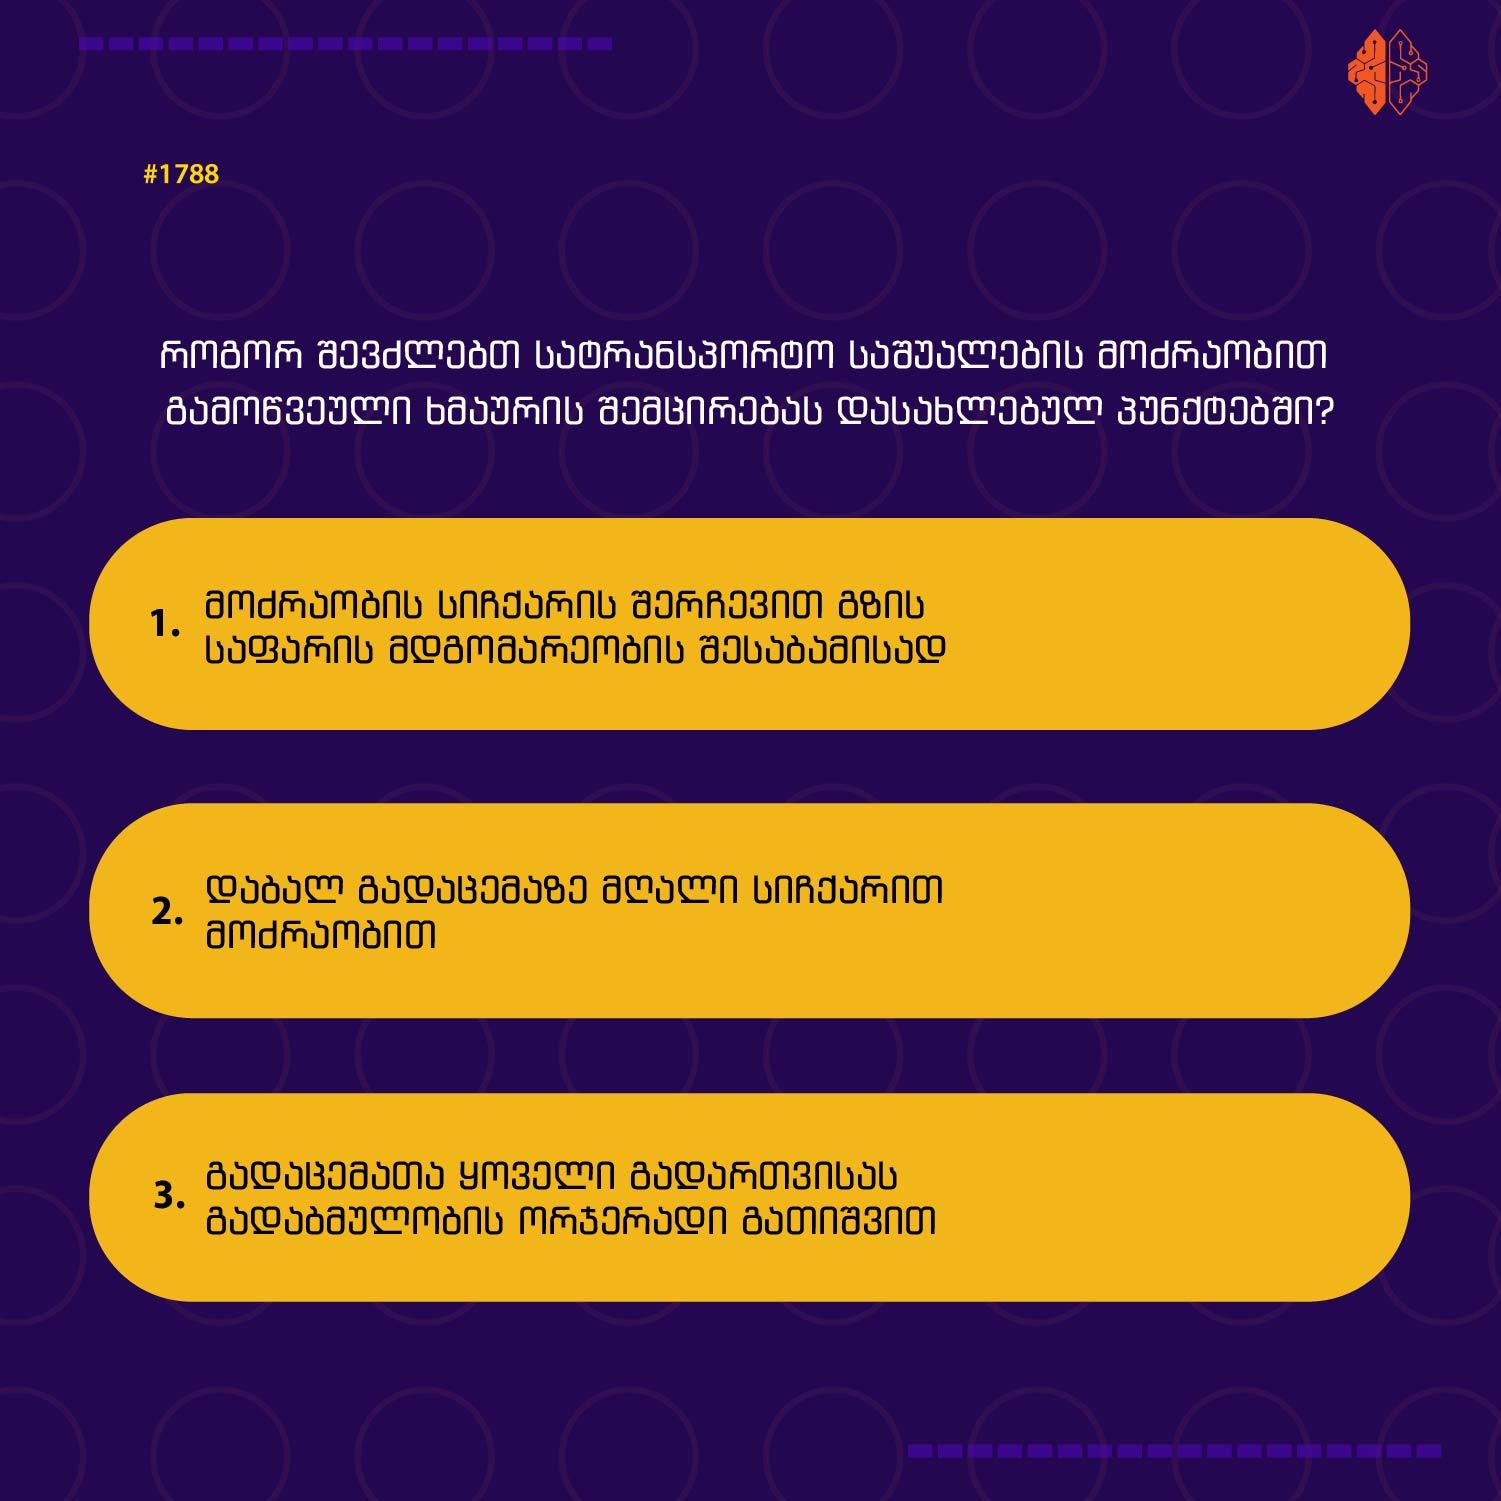 #1788
როგორ შევძლებთ სატრანსპორტო საშუალების მოძრაობით
გამოწვეული ხმაურის შემცირებას დასახლებულ პუნქტებში?
1. მოძრაობის სიჩქარის შერჩევით გზის
საფარის მდგომარეობის შესაბამისად
2. დაბალ გადაცემაზე მღალი სიჩქარით
მოძრაობით
3. გადაცემათა ყოველი გადართვისას
გადაბმულობის ორჯერადი გათიშვით